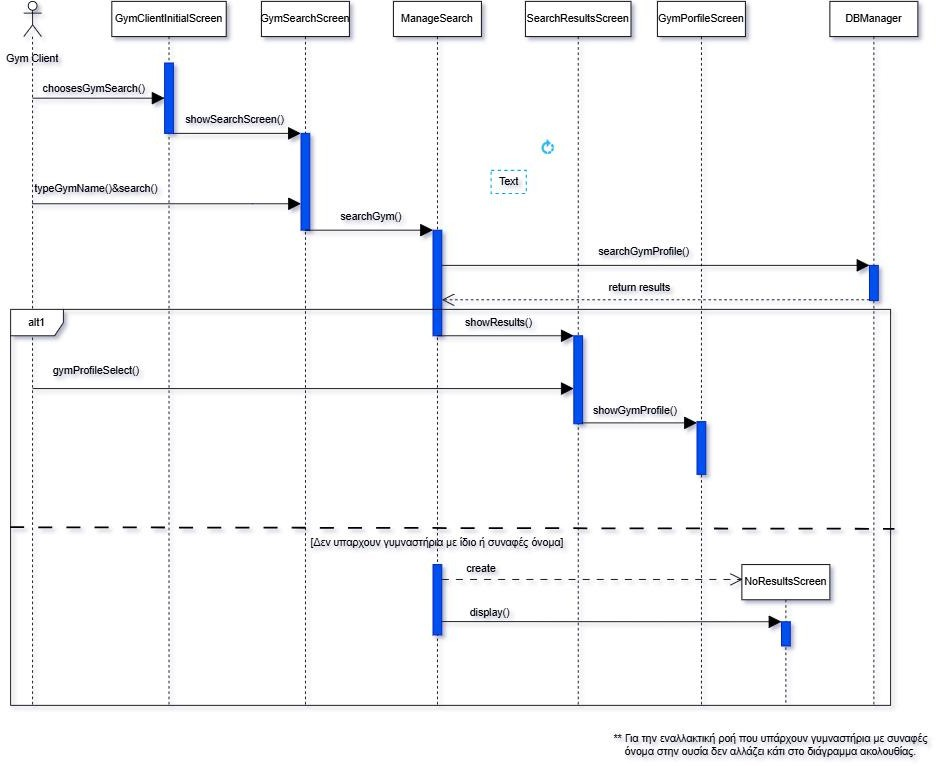 GymClientInitialScreen
GymSearchScreen
ManageSearch
SearchResultsScreen
GymPorfileScreen
DBManager
Gym Client
choosesGymSearch()
showSearchScreen()
Text
typeGymName()&search()
searchGym()
searchGymProfile()
return results
alt1
showResults()
gymProfileSelect()
showGymProfile()
[Δεν υπαρχουν γυμναστήρια με ίδιο ή συναφές όνομα]
create
NoResultsScreen
display()
** Για την εναλλακτική ροή που υπάρχουν γυμναστήρια με συναφές
όνομα στην ουσία δεν αλλάζει κάτι στο διάγραμμα ακολουθίας.